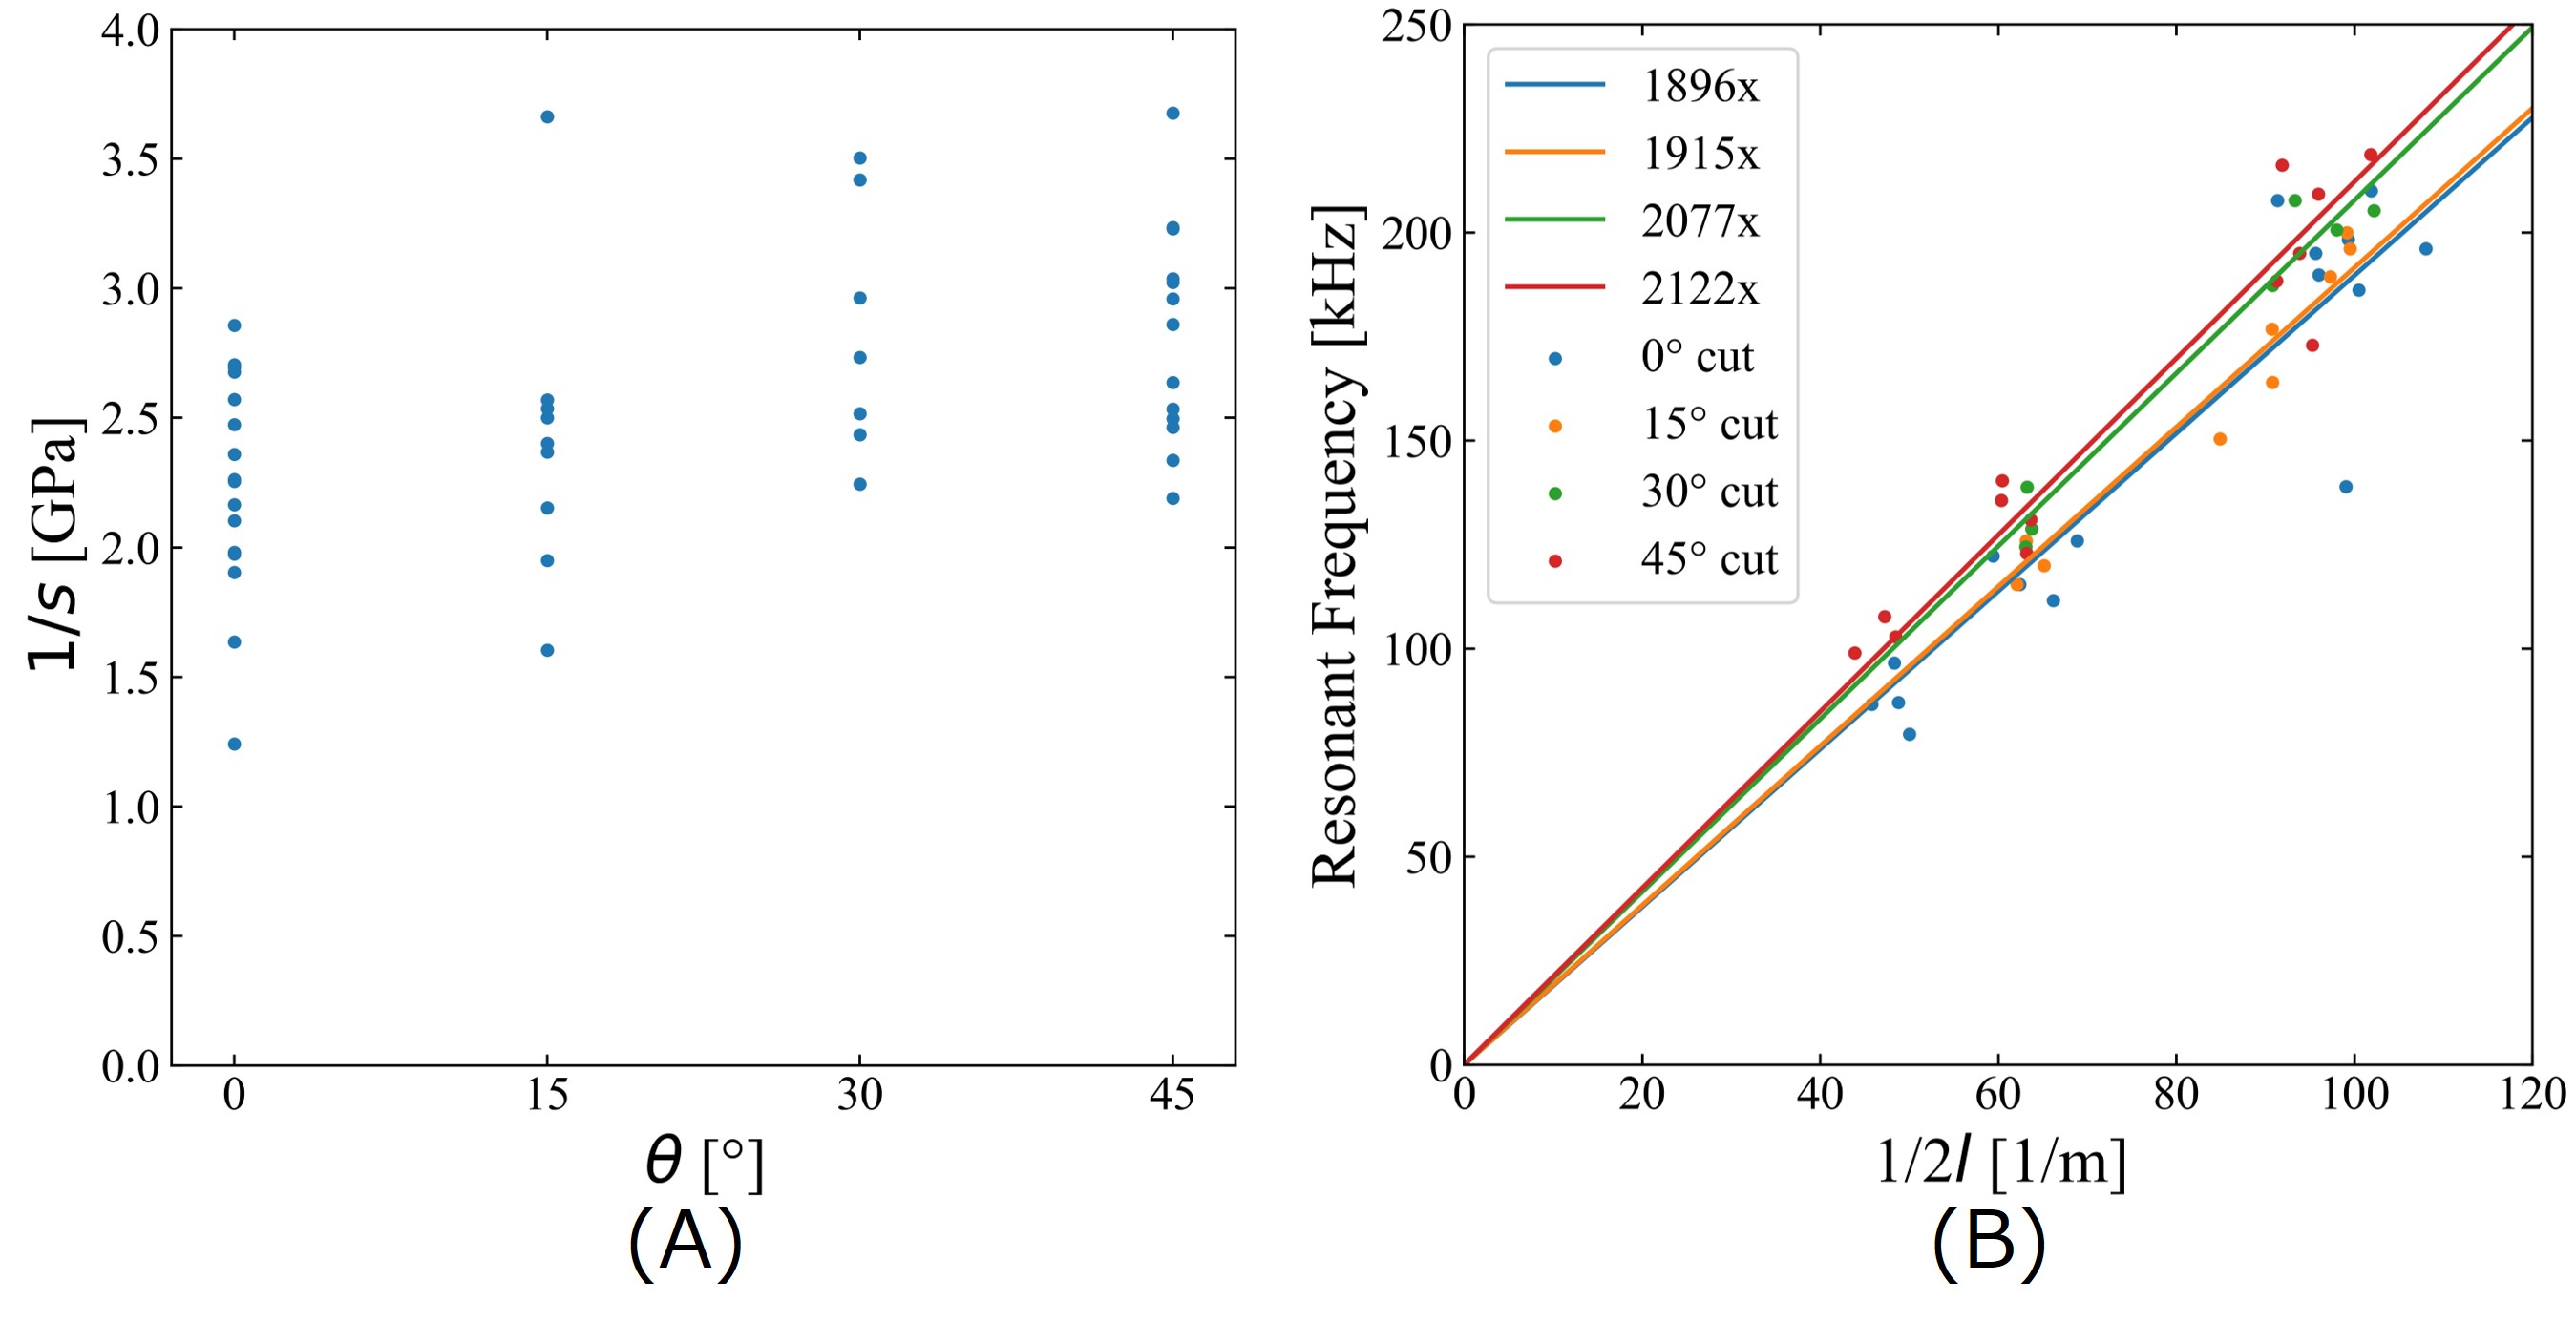 4.0
3.5
3.0
2.5
2.0
1.5
1.0
0.5
0.0
1/s [GPa]
0 15 30 45
θ [°]
(A)
250
200
150
100
50
0
Resonant Frequency [kHz]
1896x
1915x
2077x
2122x
0° cut
15° cut
30° cut
45° cut
0 20 40 60 80 100 120
1/2l [1/m]
(B)